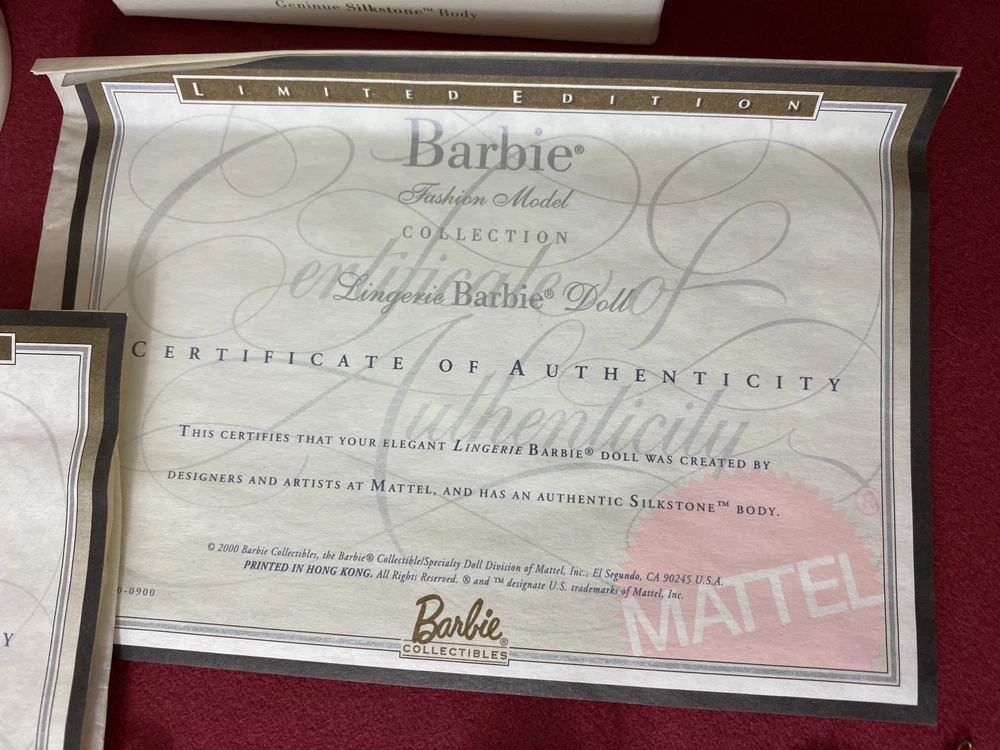 Geninue Silkstone™ Body
LIMITED EDITION
Barbie®
Fashion Model
COLLECTION
Lingerie Barbie® Doll
Certificate of
Authenticity
CERTIFICATE OF AUTHENTICITY
THIS CERTIFIES THAT YOUR ELEGANT LINGERIE BARBIE® DOLL WAS CREATED BY
DESIGNERS AND ARTISTS AT MATTEL, AND HAS AN AUTHENTIC SILKSTONE™ BODY.
© 2000 Barbie Collectibles, the Barbie® Collectible/Specialty Doll Division of Mattel, Inc., El Segundo, CA 90245 U.S.A.
PRINTED IN HONG KONG. All Rights Reserved. ® and ™ designate U.S. trademarks of Mattel, Inc.
0-0900
Barbie®
COLLECTIBLES
MATTEL®
Y